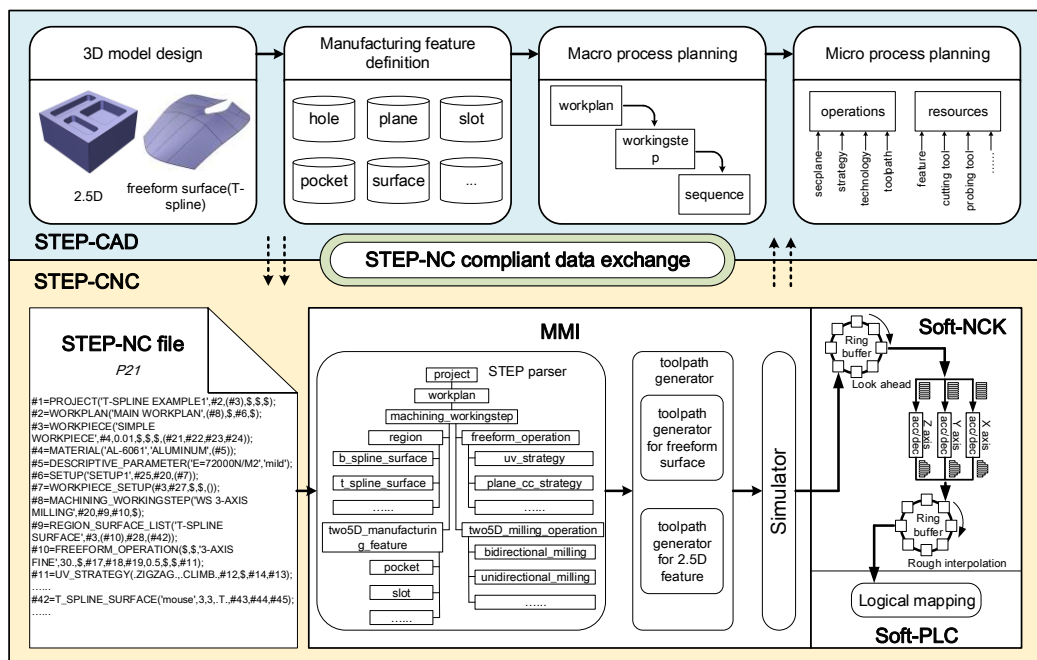 3D model design
2.5D
freeform surface(T-
spline)
Manufacturing feature
definition
hole
plane
slot
pocket
surface
...
Macro process planning
workplan
workingste
p
sequence
Micro process planning
operations
resources
secplane
strategy
technology
toolpath
feature
cutting tool
probing tool
......
STEP-CAD
STEP-NC compliant data exchange
STEP-CNC
STEP-NC file
P21
#1=PROJECT('T-SPLINE EXAMPLE1',#2,(#3),$,$,$);
#2=WORKPLAN('MAIN WORKPLAN',(#8),$,#6,$);
#3=WORKPIECE('SIMPLE
WORKPIECE',#4,0.01,$,$,$,(#21,#22,#23,#24));
#4=MATERIAL('AL-6061','ALUMINUM',(#5));
#5=DESCRIPTIVE_PARAMETER('E=72000N/M2','mild');
#6=SETUP('SETUP1',#25,#20,(#7));
#7=WORKPIECE_SETUP(#3,#27,$,$,());
#8=MACHINING_WORKINGSTEP('WS 3-AXIS
MILLING',#20,#9,#10,$);
#9=REGION_SURFACE_LIST('T-SPLINE
SURFACE',#3,(#10),#28,(#42));
#10=FREEFORM_OPERATION($,$,'3-AXIS
FINE',30.,$,#17,#18,#19,0.5,$,$,#11);
#11=UV_STRATEGY(.ZIGZAG.,.CLIMB.,#12,$,#14,#13);
......
#42=T_SPLINE_SURFACE('mouse',3,3,.T.,#43,#44,#45);
......
MMI
STEP parser
project
workplan
machining_workingstep
region
b_spline_surface
t_spline_surface
......
two5D_manufacturin
g_feature
pocket
slot
......
freeform_operation
uv_strategy
plane_cc_strategy
......
two5D_milling_operation
bidirectional_milling
unidirectional_milling
......
toolpath
generator
toolpath
generator
for freeform
surface
toolpath
generator
for 2.5D
feature
Simulator
Soft-NCK
Ring
buffer
Look ahead
Z axis
acc/dec
Y axis
acc/dec
X axis
acc/dec
Ring
buffer
Rough interpolation
Logical mapping
Soft-PLC